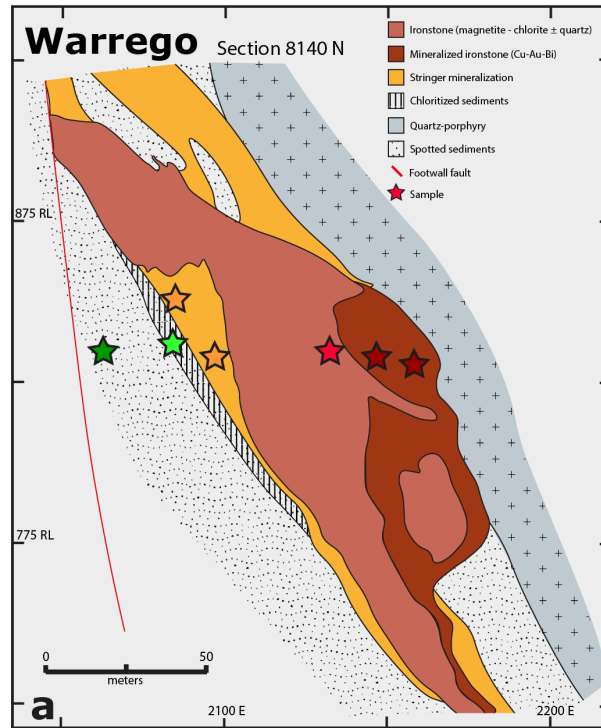 Warrego Section 8140 N
Ironstone (magnetite - chlorite ± quartz)
Mineralized ironstone (Cu-Au-Bi)
Stringer mineralization
Chloritized sediments
Quartz-porphyry
Spotted sediments
Footwall fault
Sample
875 RL
775 RL
0 50
meters
a
2100 E
2200 E